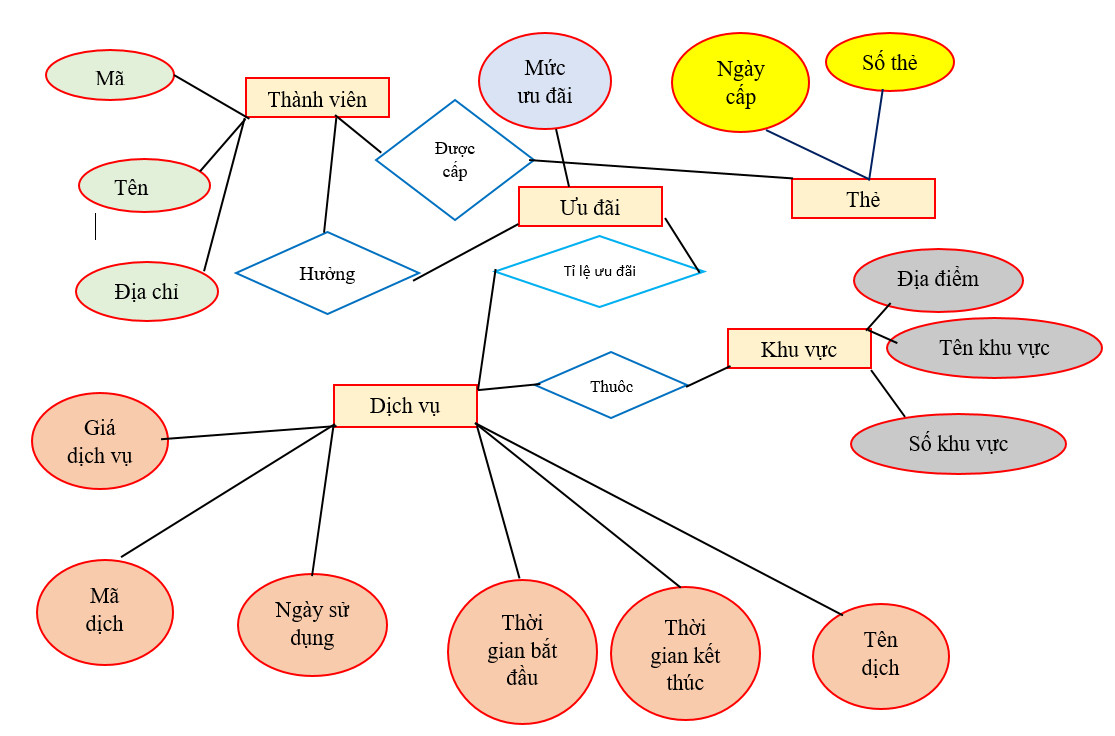 Mã
Thành viên
Mức
ưu đãi
Ngày
cấp
Số thẻ
Được
cấp
Tên
Ưu đãi
Thẻ
Hưởng
Tỉ lệ ưu đãi
Địa chỉ
Địa điểm
Khu vực
Tên khu vực
Thuôc
Dịch vụ
Số khu vực
Giá
dịch vụ
Mã
dịch
Ngày sử
dụng
Thời
gian bắt
đầu
Thời
gian kết
thúc
Tên
dịch